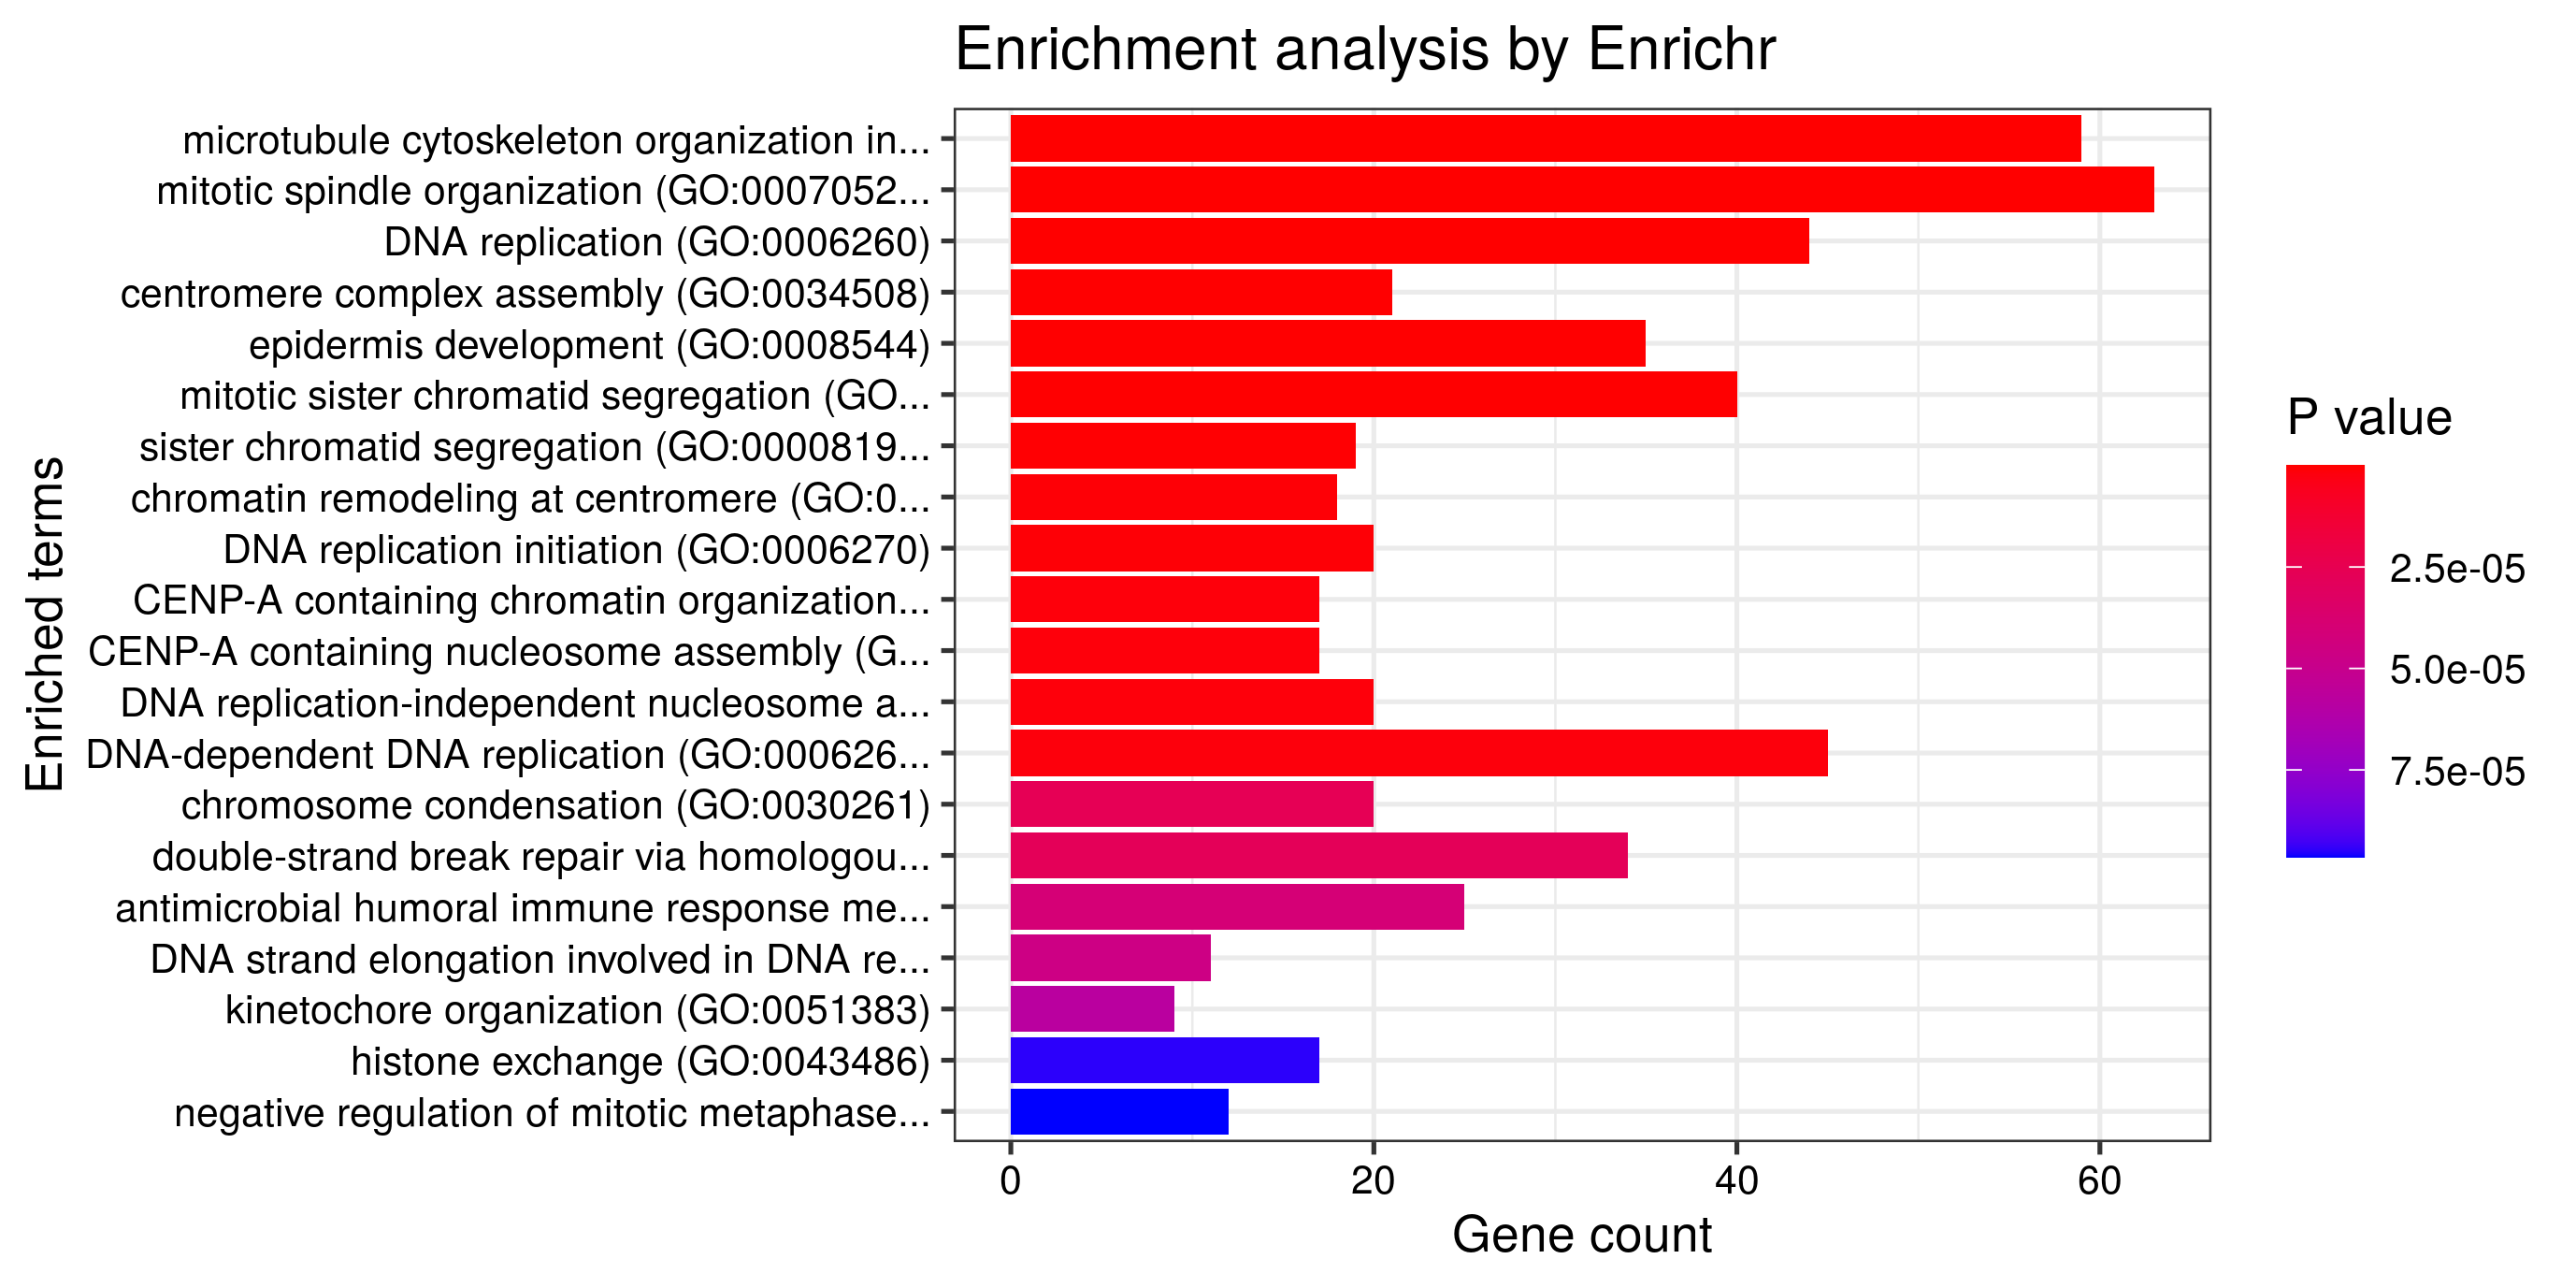 Enrichment analysis by Enrichr
microtubule cytoskeleton organization in...
mitotic spindle organization (GO:0007052...
DNA replication (GO:0006260)
centromere complex assembly (GO:0034508)
epidermis development (GO:0008544)
mitotic sister chromatid segregation (GO...
sister chromatid segregation (GO:0000819...
chromatin remodeling at centromere (GO:0...
DNA replication initiation (GO:0006270)
CENP-A containing chromatin organization...
CENP-A containing nucleosome assembly (G...
DNA replication-independent nucleosome a...
DNA-dependent DNA replication (GO:000626...
chromosome condensation (GO:0030261)
double-strand break repair via homologou...
antimicrobial humoral immune response me...
DNA strand elongation involved in DNA re...
kinetochore organization (GO:0051383)
histone exchange (GO:0043486)
negative regulation of mitotic metaphase...
Enriched terms
0 20 40 60
Gene count
P value
2.5e-05
5.0e-05
7.5e-05